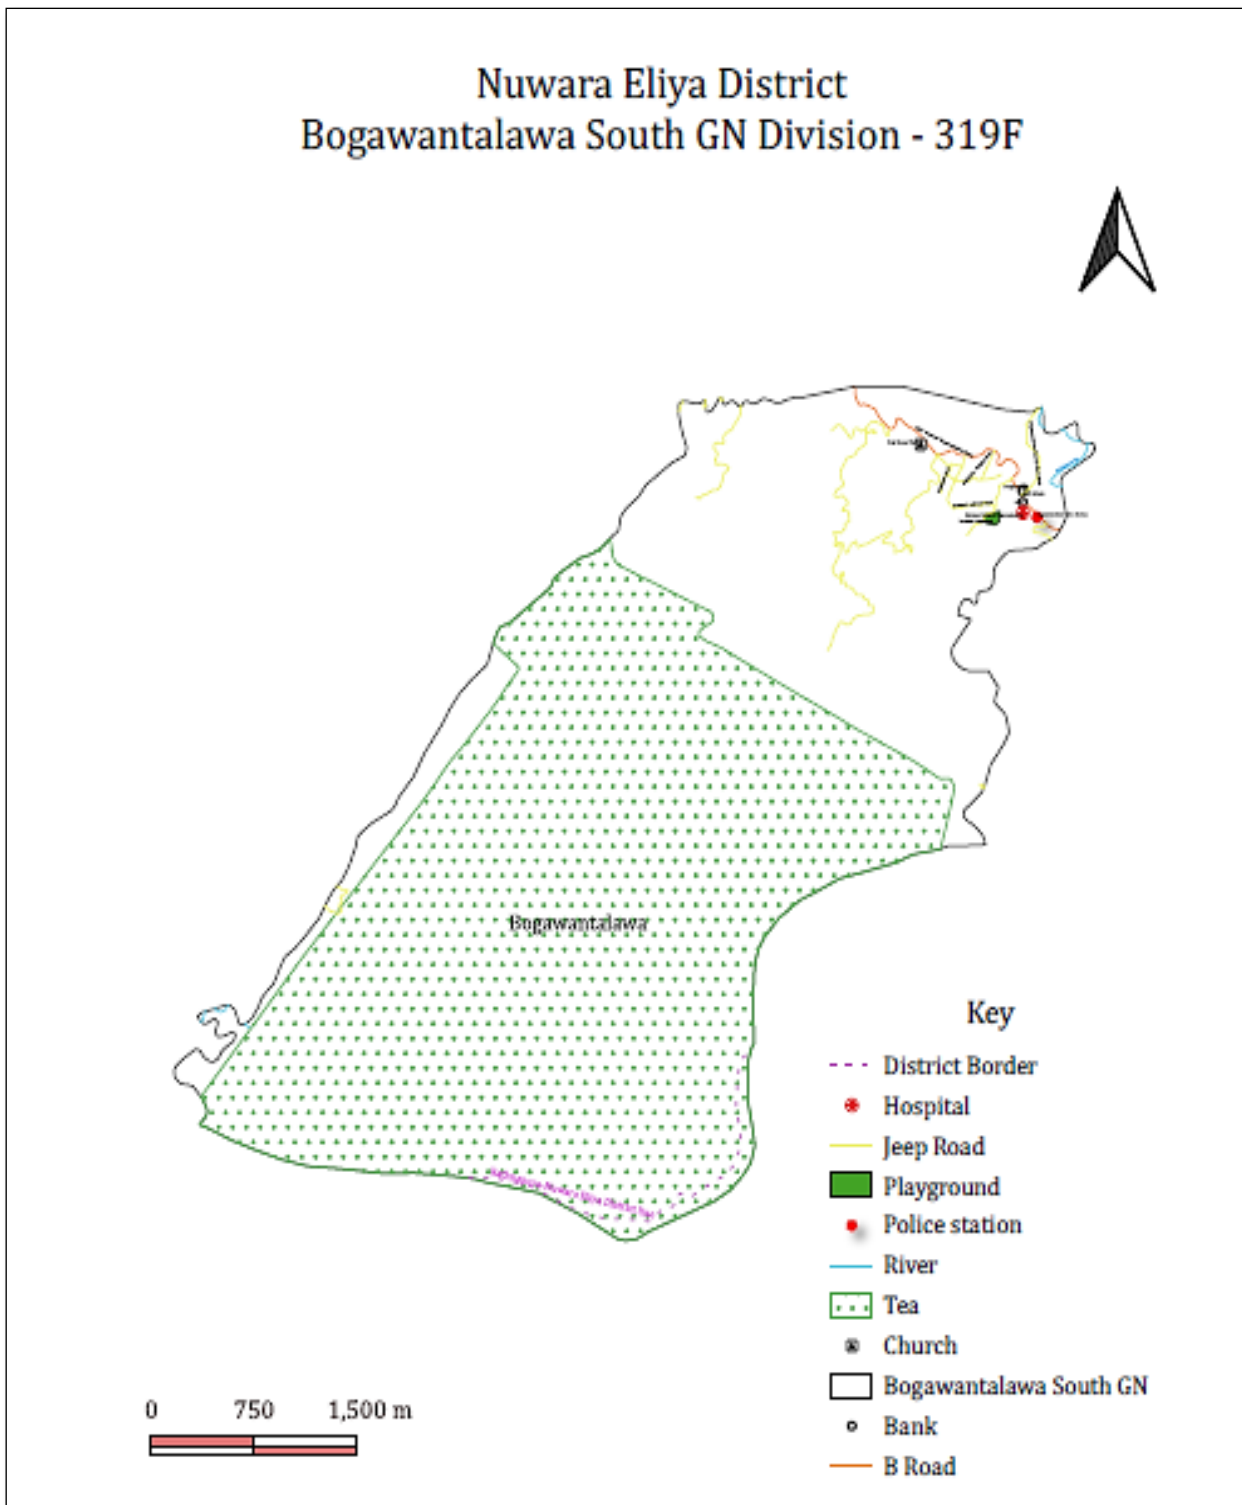 Nuwara Eliya District
Bogawantalawa South GN Division - 319F
Bogawantalawa
Key
District Border
Hospital
Jeep Road
Playground
Police station
River
Tea
Church
Bogawantalawa South GN
Bank
B Road
0 750 1,500 m